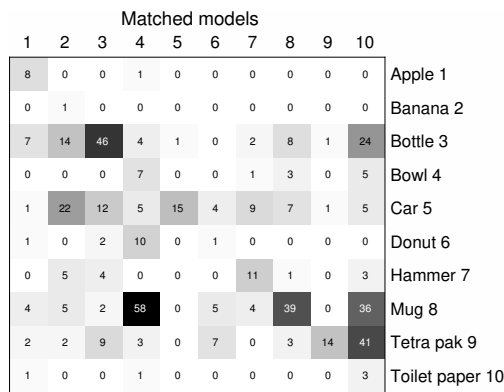 Matched models
1 2 3 4 5 6 7 8 9 10
8 0 0 1 0 0 0 0 0 0 Apple 1
0 1 0 0 0 0 0 0 0 0 Banana 2
7 14 46 4 1 0 2 8 1 24 Bottle 3
0 0 0 7 0 0 1 3 0 5 Bowl 4
1 22 12 5 15 4 9 7 1 5 Car 5
1 0 2 10 0 1 0 0 0 0 Donut 6
0 5 4 0 0 0 11 1 0 3 Hammer 7
4 5 2 58 0 5 4 39 0 36 Mug 8
2 2 9 3 0 7 0 3 14 41 Tetra pak 9
1 0 0 1 0 0 0 0 0 3 Toilet paper 10